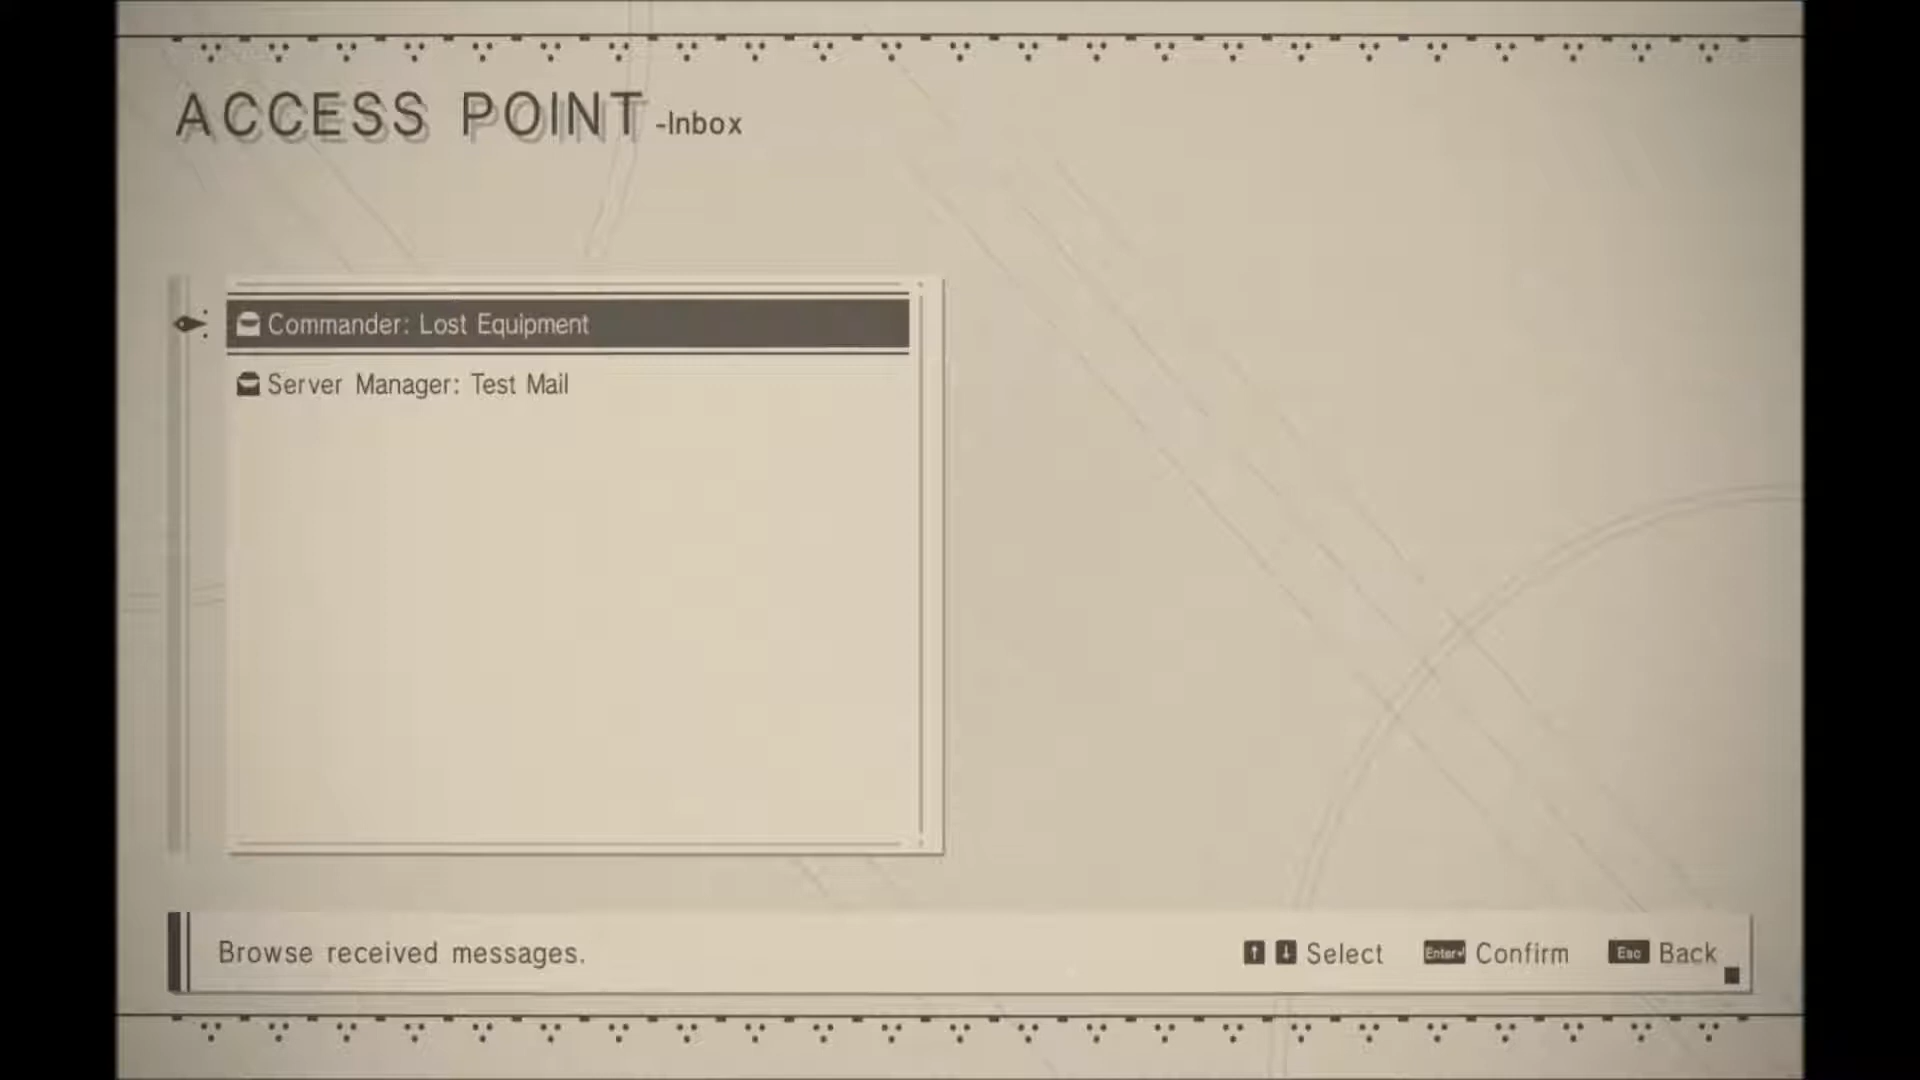 ACCESS POINT -Inbox
Commander: Lost Equipment
Server Manager: Test Mail
Browse received messages.
↑ ↓ Select Enter↵ Confirm Esc Back